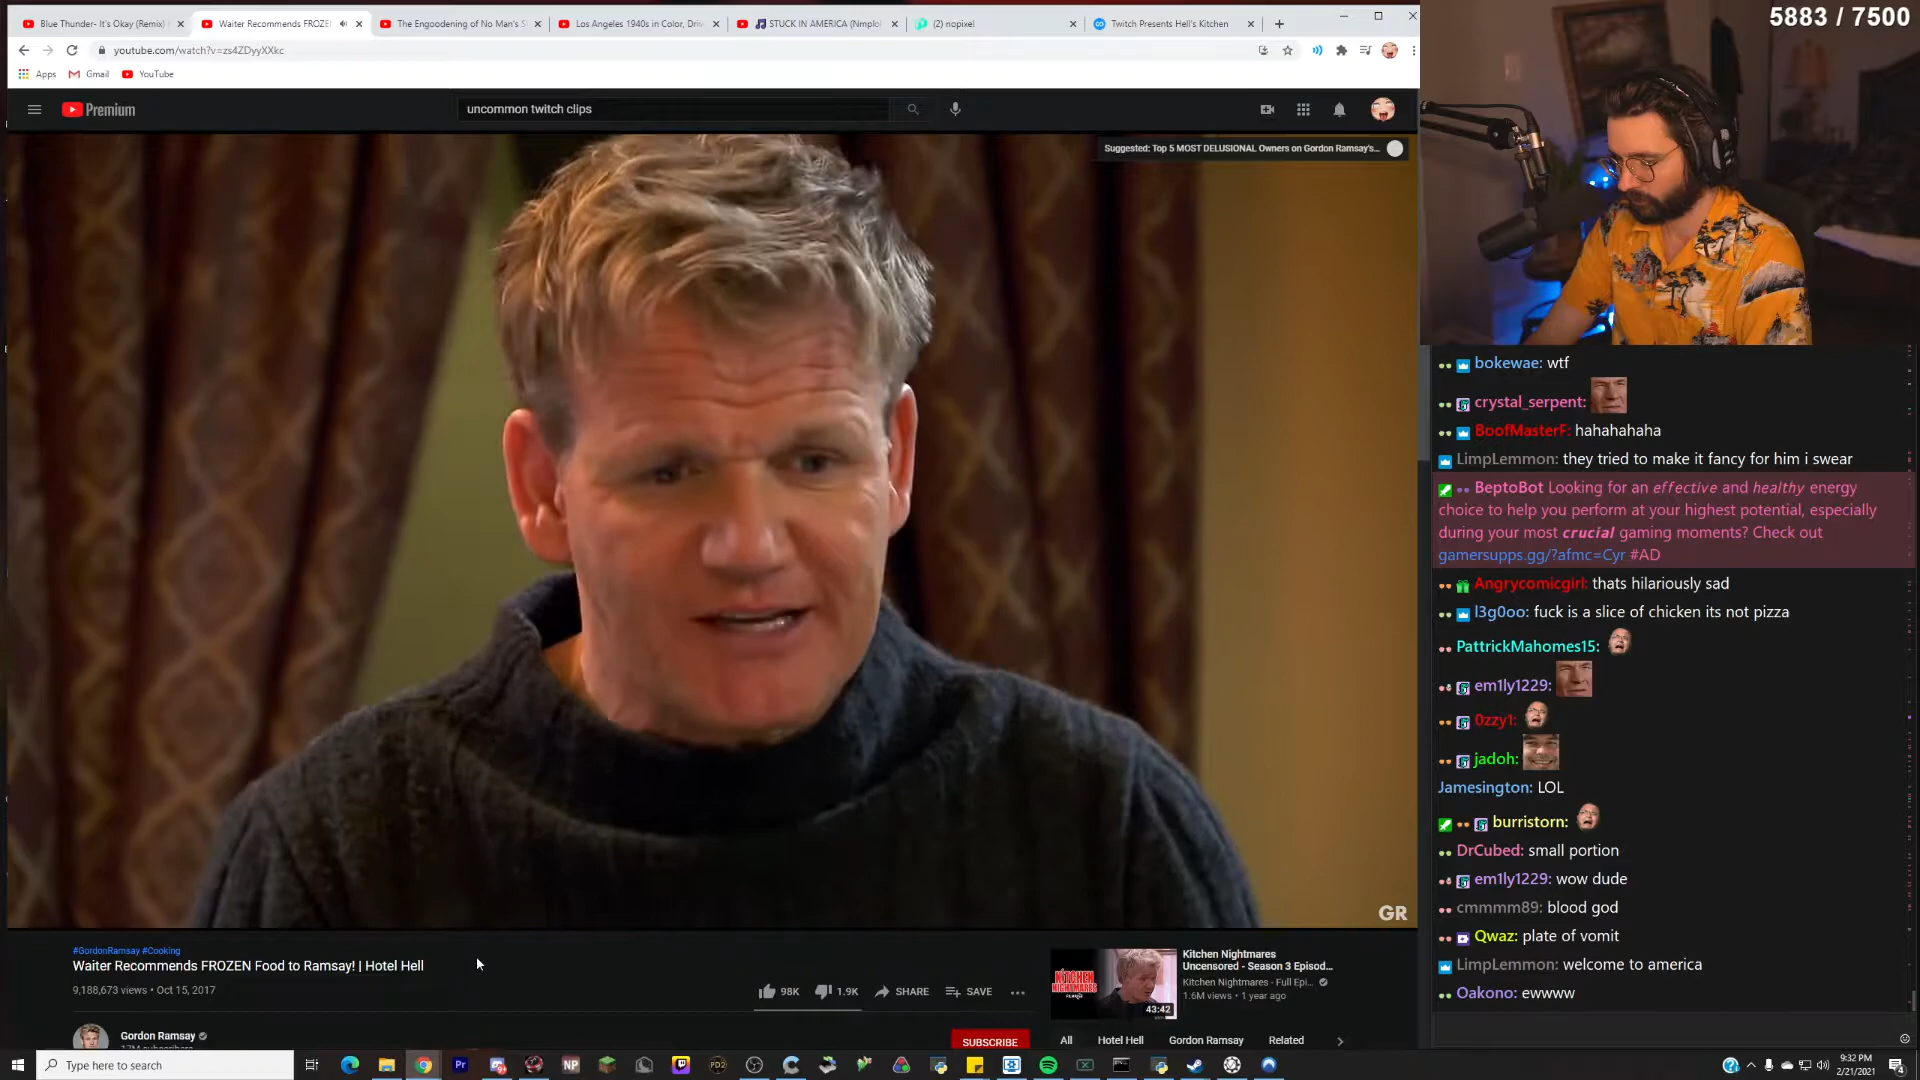 Blue Thunder- It's Okay (Remix)
Waiter Recommends FROZEN
The Engoodening of No Man's S
Los Angeles 1940s in Color, Driv
STUCK IN AMERICA (Nmplol
(2) nopixel
Twitch Presents Hell's Kitchen
5883 / 7500
youtube.com/watch?v=zs4ZDyyXXkc
Apps
Gmail
YouTube
Premium
uncommon twitch clips
Suggested: Top 5 MOST DELUSIONAL Owners on Gordon Ramsay's...
bokewae: wtf
crystal_serpent:
BoofMasterF: hahahahaha
LimpLemmon: they tried to make it fancy for him i swear
BeptoBot Looking for an effective and healthy energy
choice to help you perform at your highest potential, especially
during your most crucial gaming moments? Check out
gamersupps.gg/?afmc=Cyr #AD
Angrycomicgirl: thats hilariously sad
l3g0oo: fuck is a slice of chicken its not pizza
PattrickMahomes15:
em1ly1229:
0zzy1:
jadoh:
Jamesington: LOL
burristorn:
DrCubed: small portion
em1ly1229: wow dude
cmmmm89: blood god
Qwaz: plate of vomit
LimpLemmon: welcome to america
Oakono: ewwww
GR
#GordonRamsay #Cooking
Waiter Recommends FROZEN Food to Ramsay! | Hotel Hell
9,188,673 views • Oct 15, 2017
98K
1.9K
SHARE
SAVE
Gordon Ramsay
SUBSCRIBE
KITCHEN
NIGHTMARES
43:42
Kitchen Nightmares
Uncensored - Season 3 Episod...
Kitchen Nightmares - Full Epi...
1.6M views • 1 year ago
All
Hotel Hell
Gordon Ramsay
Related
Type here to search
Pr
NP
PD2
9:32 PM
2/21/2021